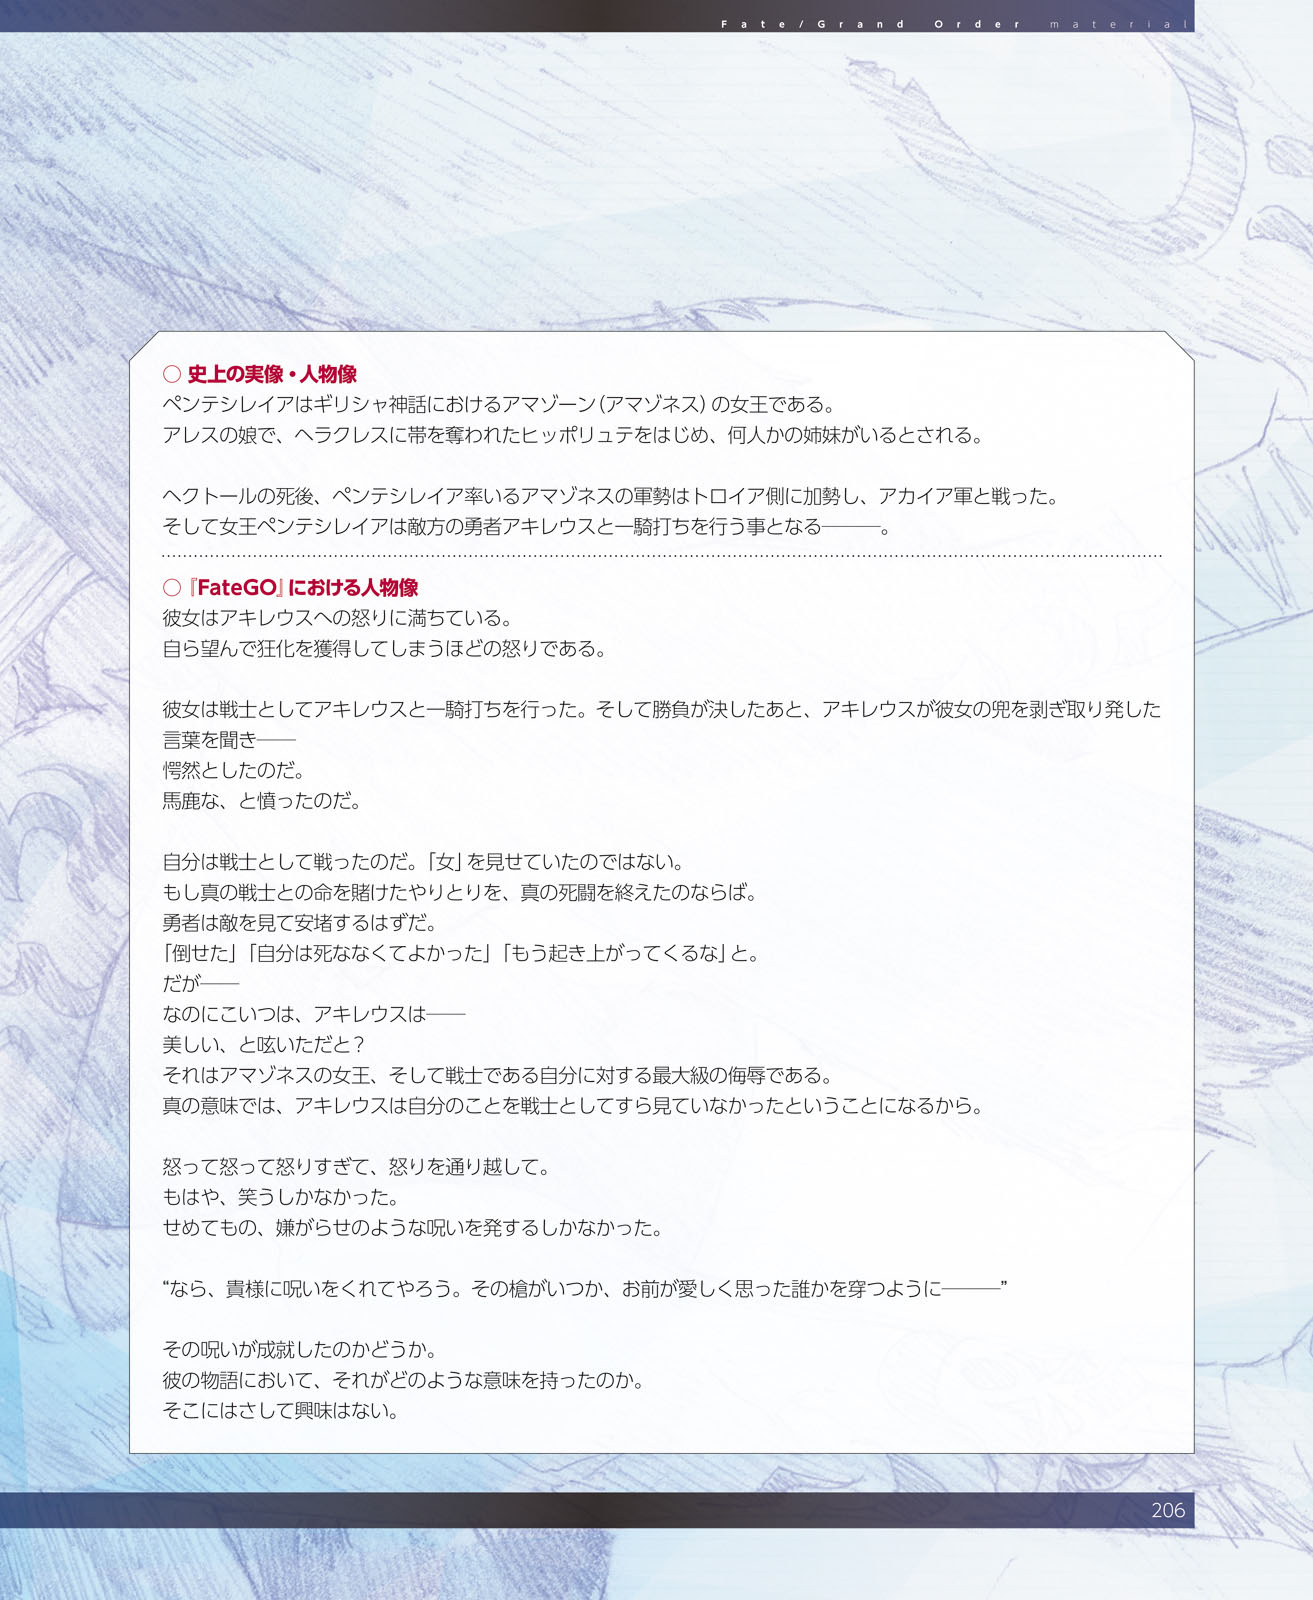 Fate/Grand Order material
○ 史上の実像・人物像
ペンテシレイアはギリシャ神話におけるアマゾーン(アマゾネス)の女王である。
アレスの娘で、ヘラクレスに帯を奪われたヒッポリュテをはじめ、何人かの姉妹がいるとされる。
ヘクトールの死後、ペンテシレイア率いるアマゾネスの軍勢はトロイア側に加勢し、アカイア軍と戦った。
そして女王ペンテシレイアは敵方の勇者アキレウスと一騎打ちを行う事となる―――。
○『FateGO』における人物像
彼女はアキレウスへの怒りに満ちている。
自ら望んで狂化を獲得してしまうほどの怒りである。
彼女は戦士としてアキレウスと一騎打ちを行った。そして勝負が決したあと、アキレウスが彼女の兜を剥ぎ取り発した
言葉を聞き――
愕然としたのだ。
馬鹿な、と憤ったのだ。
自分は戦士として戦ったのだ。「女」を見せていたのではない。
もし真の戦士との命を賭けたやりとりを、真の死闘を終えたのならば。
勇者は敵を見て安堵するはずだ。
「倒せた」「自分は死ななくてよかった」「もう起き上がってくるな」と。
だが――
なのにこいつは、アキレウスは――
美しい、と呟いただと?
それはアマゾネスの女王、そして戦士である自分に対する最大級の侮辱である。
真の意味では、アキレウスは自分のことを戦士としてすら見ていなかったということになるから。
怒って怒って怒りすぎて、怒りを通り越して。
もはや、笑うしかなかった。
せめてもの、嫌がらせのような呪いを発するしかなかった。
“なら、貴様に呪いをくれてやろう。その槍がいつか、お前が愛しく思った誰かを穿つように―――”
その呪いが成就したのかどうか。
彼の物語において、それがどのような意味を持ったのか。
そこにはさして興味はない。
206